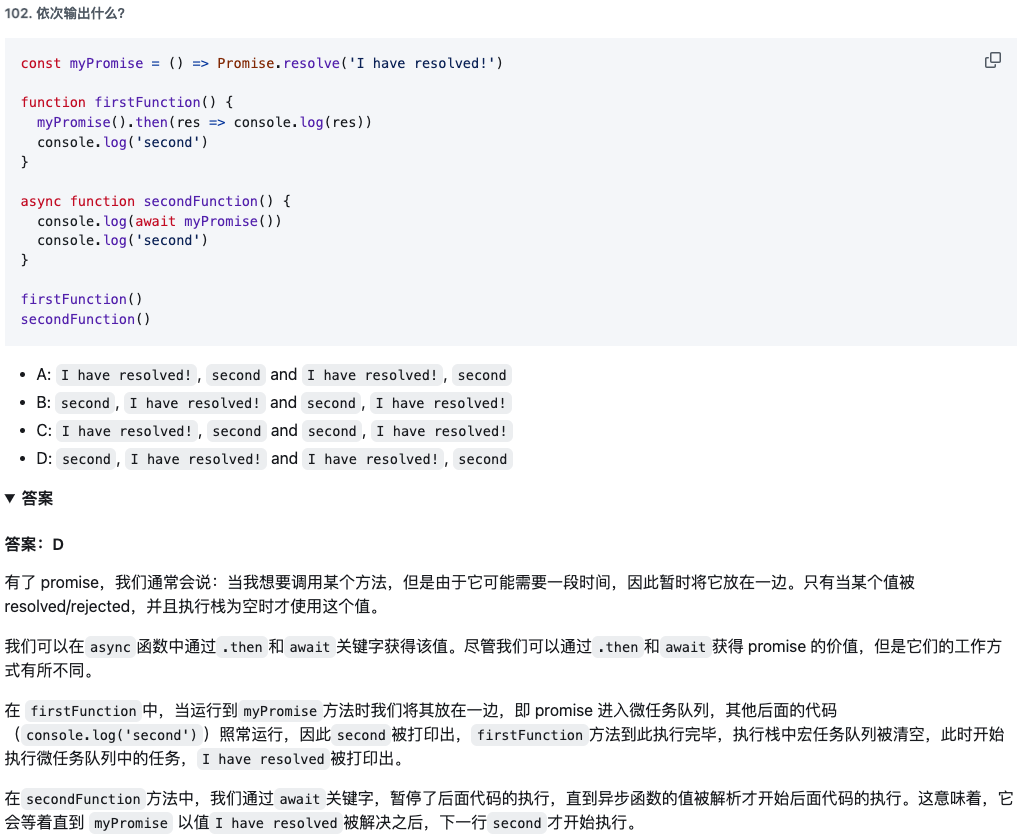 102. 依次输出什么?
const myPromise = () => Promise.resolve('I have resolved!')
function firstFunction() {
  myPromise().then(res => console.log(res))
  console.log('second')
}
async function secondFunction() {
  console.log(await myPromise())
  console.log('second')
}
firstFunction()
secondFunction()
• A: I have resolved!, second and I have resolved!, second
• B: second, I have resolved! and second, I have resolved!
• C: I have resolved!, second and second, I have resolved!
• D: second, I have resolved! and I have resolved!, second
▼ 答案
答案：D
有了 promise，我们通常会说：当我想要调用某个方法，但是由于它可能需要一段时间，因此暂时将它放在一边。只有当某个值被
resolved/rejected，并且执行栈为空时才使用这个值。
我们可以在 async 函数中通过 .then 和 await 关键字获得该值。尽管我们可以通过 .then 和 await 获得 promise 的价值，但是它们的工作方
式有所不同。
在 firstFunction 中，当运行到 myPromise 方法时我们将其放在一边，即 promise 进入微任务队列，其他后面的代码
（console.log('second')）照常运行，因此 second 被打印出，firstFunction 方法到此执行完毕，执行栈中宏任务队列被清空，此时开始
执行微任务队列中的任务，I have resolved 被打印出。
在 secondFunction 方法中，我们通过 await 关键字，暂停了后面代码的执行，直到异步函数的值被解析才开始后面代码的执行。这意味着，它
会等着直到 myPromise 以值 I have resolved 被解决之后，下一行 second 才开始执行。